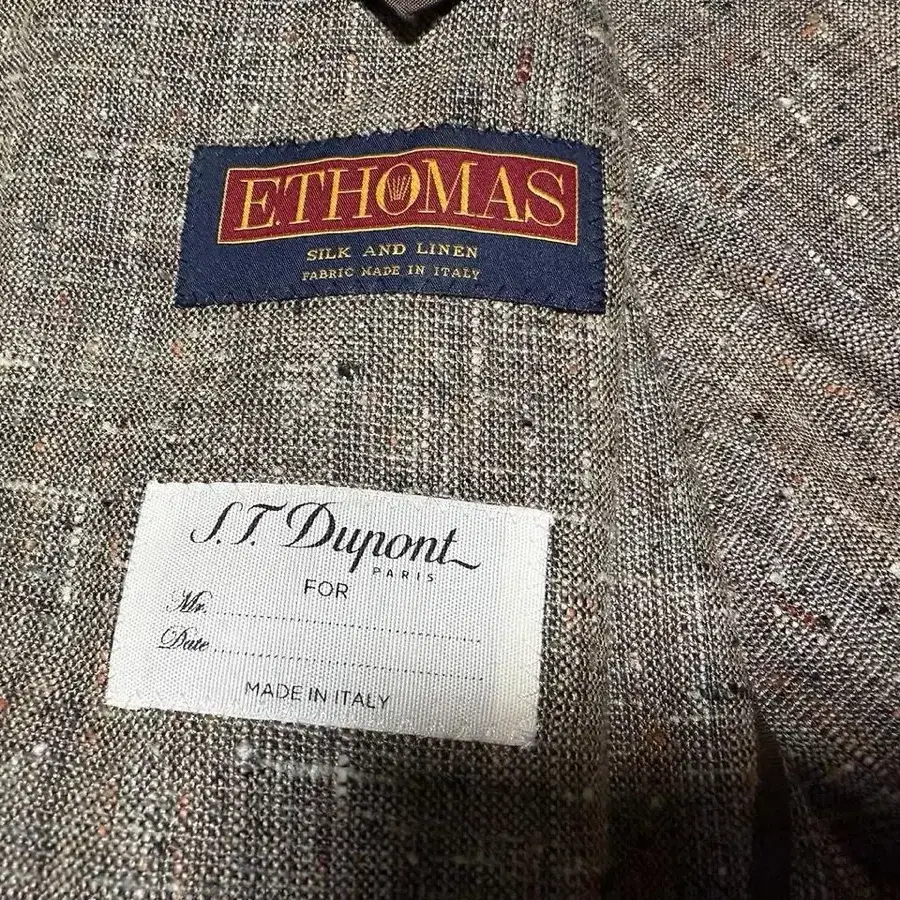 E.THOMAS
SILK AND LINEN
FABRIC MADE IN ITALY
S.T. Dupont
PARIS
FOR
Mr.
Date
MADE IN ITALY